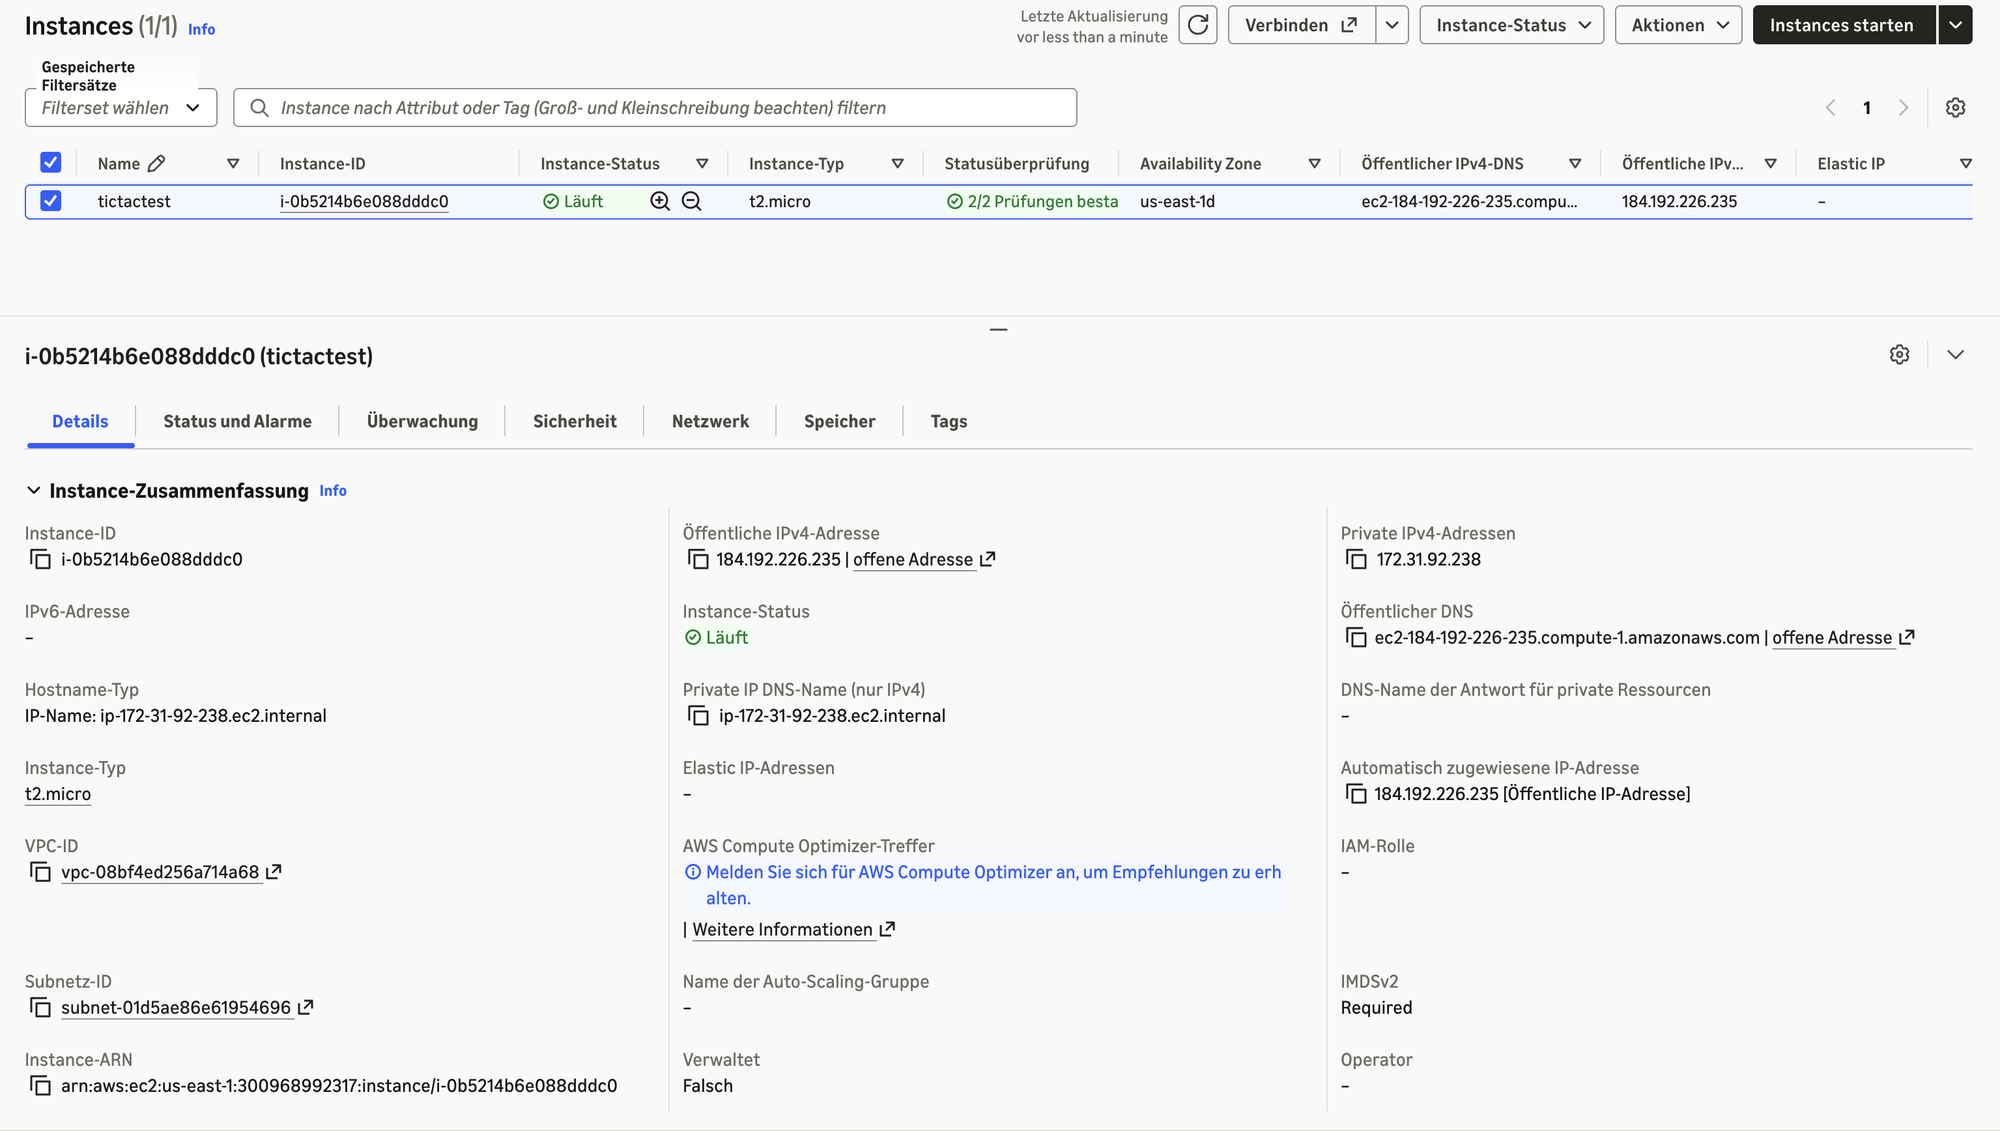 Instances (1/1) Info
Letzte Aktualisierung
vor less than a minute
Verbinden
Instance-Status
Aktionen
Instances starten
Gespeicherte
Filtersätze
Filterset wählen
Instance nach Attribut oder Tag (Groß- und Kleinschreibung beachten) filtern
1
Name Instance-ID Instance-Status Instance-Typ Statusüberprüfung Availability Zone Öffentlicher IPv4-DNS Öffentliche IPv... Elastic IP
tictactest i-0b5214b6e088dddc0 Läuft t2.micro 2/2 Prüfungen besta us-east-1d ec2-184-192-226-235.compu... 184.192.226.235 –
i-0b5214b6e088dddc0 (tictactest)
Details Status und Alarme Überwachung Sicherheit Netzwerk Speicher Tags
Instance-Zusammenfassung Info
Instance-ID
i-0b5214b6e088dddc0
Öffentliche IPv4-Adresse
184.192.226.235 | offene Adresse
Private IPv4-Adressen
172.31.92.238
IPv6-Adresse
–
Instance-Status
Läuft
Öffentlicher DNS
ec2-184-192-226-235.compute-1.amazonaws.com | offene Adresse
Hostname-Typ
IP-Name: ip-172-31-92-238.ec2.internal
Private IP DNS-Name (nur IPv4)
ip-172-31-92-238.ec2.internal
DNS-Name der Antwort für private Ressourcen
–
Instance-Typ
t2.micro
Elastic IP-Adressen
–
Automatisch zugewiesene IP-Adresse
184.192.226.235 [Öffentliche IP-Adresse]
VPC-ID
vpc-08bf4ed256a714a68
AWS Compute Optimizer-Treffer
Melden Sie sich für AWS Compute Optimizer an, um Empfehlungen zu erh
alten.
| Weitere Informationen
IAM-Rolle
–
Subnetz-ID
subnet-01d5ae86e61954696
Name der Auto-Scaling-Gruppe
–
IMDSv2
Required
Instance-ARN
arn:aws:ec2:us-east-1:300968992317:instance/i-0b5214b6e088dddc0
Verwaltet
Falsch
Operator
–